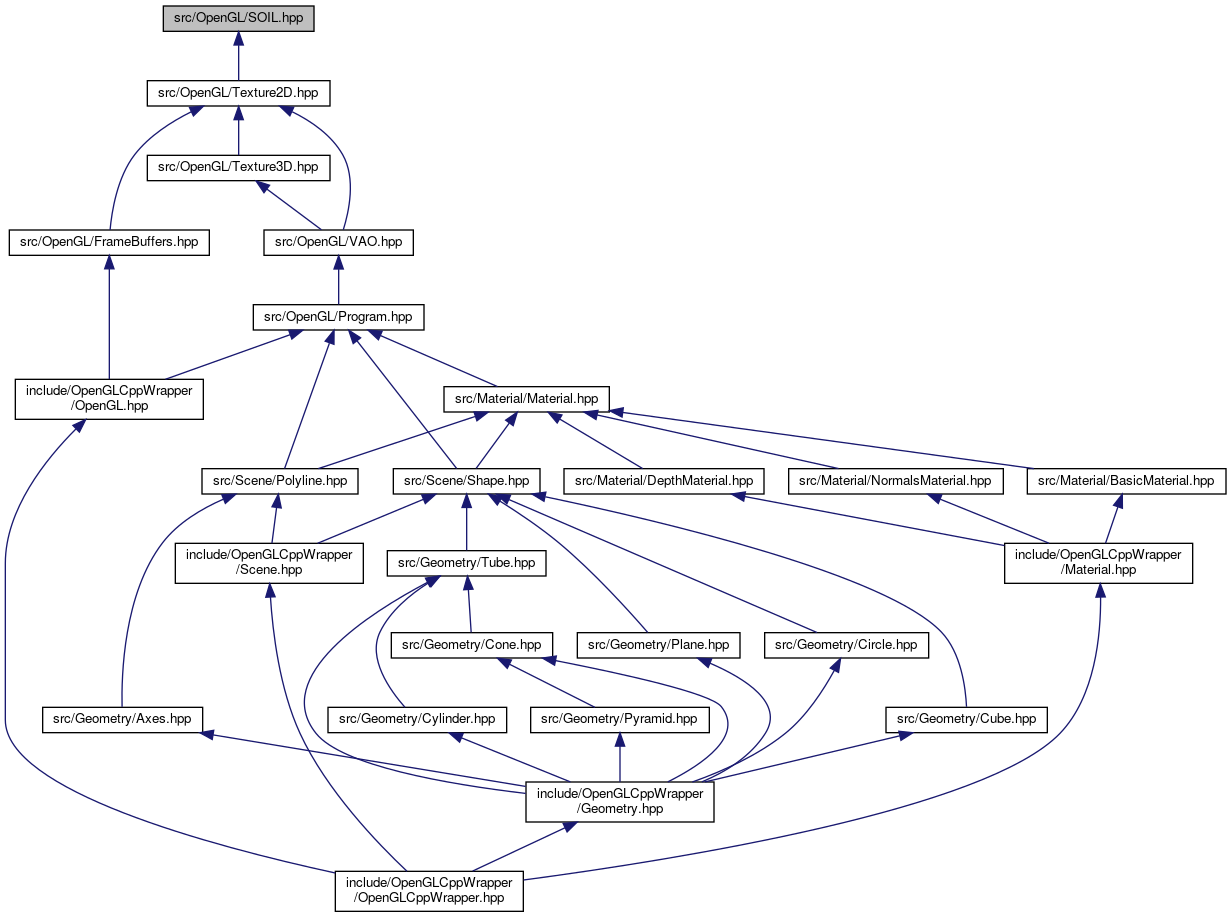 src/OpenGL/SOIL.hpp
src/OpenGL/Texture2D.hpp
src/OpenGL/Texture3D.hpp
src/OpenGL/FrameBuffers.hpp
src/OpenGL/VAO.hpp
src/OpenGL/Program.hpp
include/OpenGLCppWrapper
/OpenGL.hpp
src/Material/Material.hpp
src/Scene/Polyline.hpp
src/Scene/Shape.hpp
src/Material/DepthMaterial.hpp
src/Material/NormalsMaterial.hpp
src/Material/BasicMaterial.hpp
include/OpenGLCppWrapper
/Scene.hpp
src/Geometry/Tube.hpp
include/OpenGLCppWrapper
/Material.hpp
src/Geometry/Cone.hpp
src/Geometry/Plane.hpp
src/Geometry/Circle.hpp
src/Geometry/Axes.hpp
src/Geometry/Cylinder.hpp
src/Geometry/Pyramid.hpp
src/Geometry/Cube.hpp
include/OpenGLCppWrapper
/Geometry.hpp
include/OpenGLCppWrapper
/OpenGLCppWrapper.hpp